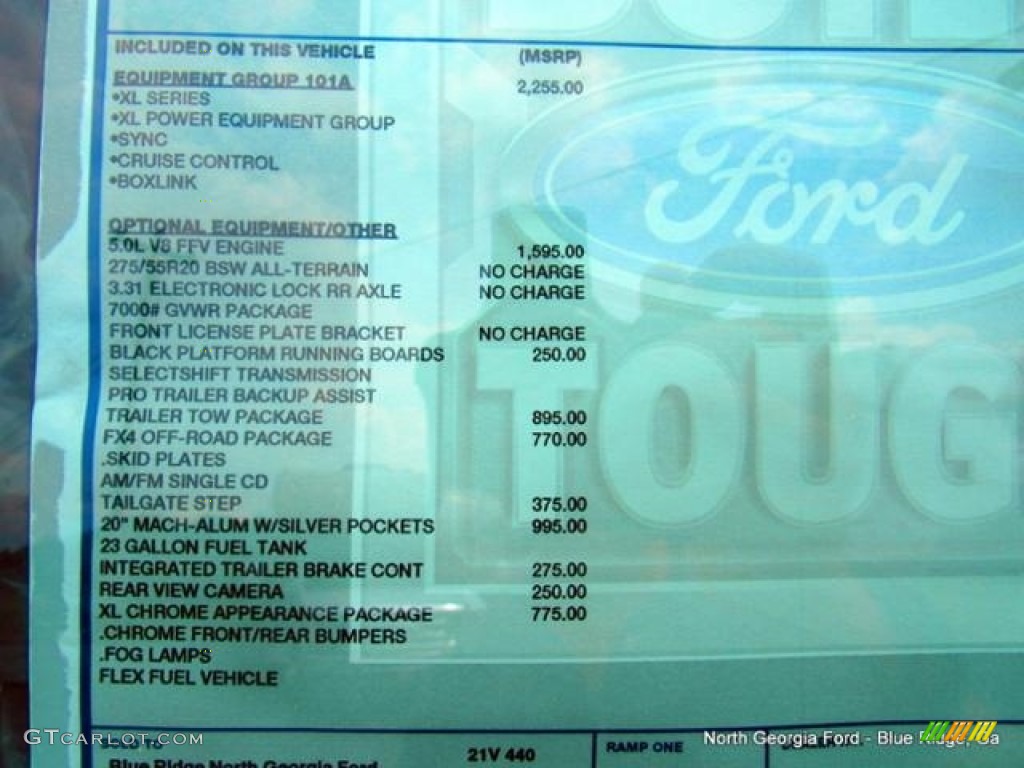 INCLUDED ON THIS VEHICLE (MSRP)
EQUIPMENT GROUP 101A 2,255.00
•XL SERIES
•XL POWER EQUIPMENT GROUP
•SYNC
•CRUISE CONTROL
•BOXLINK
OPTIONAL EQUIPMENT/OTHER
5.0L V8 FFV ENGINE 1,595.00
275/55R20 BSW ALL-TERRAIN NO CHARGE
3.31 ELECTRONIC LOCK RR AXLE NO CHARGE
7000# GVWR PACKAGE
FRONT LICENSE PLATE BRACKET NO CHARGE
BLACK PLATFORM RUNNING BOARDS 250.00
SELECTSHIFT TRANSMISSION
PRO TRAILER BACKUP ASSIST
TRAILER TOW PACKAGE 895.00
FX4 OFF-ROAD PACKAGE 770.00
.SKID PLATES
AM/FM SINGLE CD
TAILGATE STEP 375.00
20" MACH-ALUM W/SILVER POCKETS 995.00
23 GALLON FUEL TANK
INTEGRATED TRAILER BRAKE CONT 275.00
REAR VIEW CAMERA 250.00
XL CHROME APPEARANCE PACKAGE 775.00
.CHROME FRONT/REAR BUMPERS
.FOG LAMPS
FLEX FUEL VEHICLE
Ford
TOUG
GTcarlot.com
21V 440
RAMP ONE
North Georgia Ford - Blue Ridge, Ga
Blue Ridge North Georgia Ford